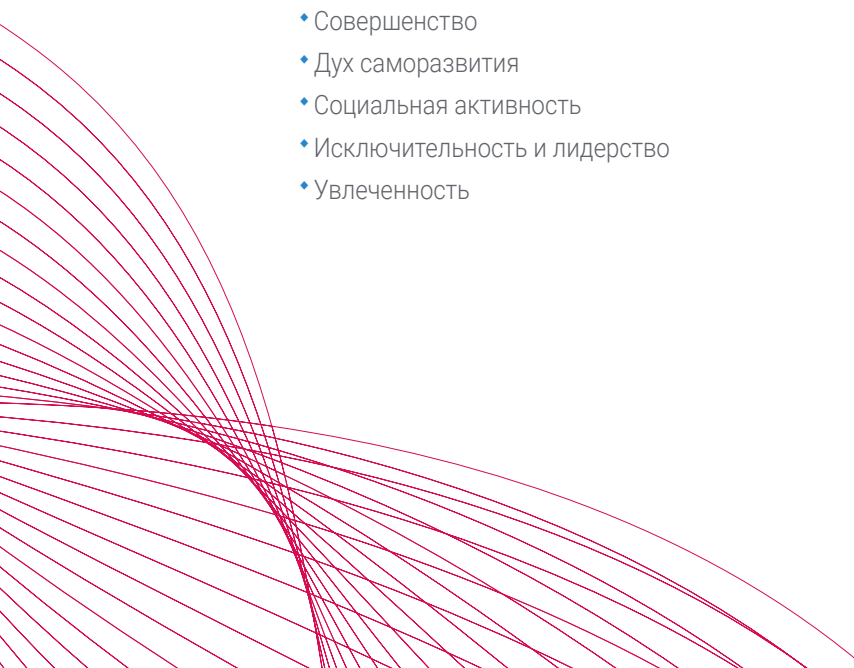 Совершенство
Дух саморазвития
Социальная активность
Исключительность и лидерство
Увлеченность